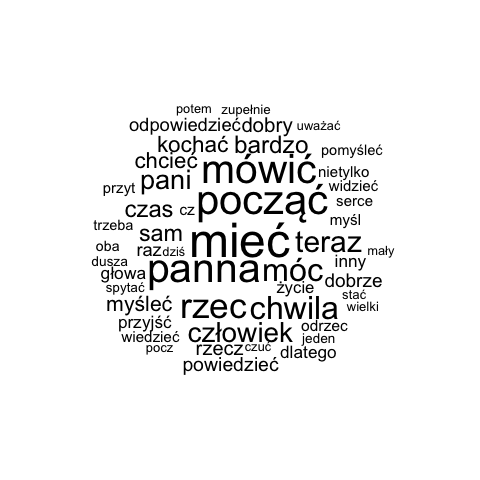 potem zupełnie
odpowiedzieć dobry uważać
kochać bardzo
chcieć mówić pomyśleć
pani nietylko
przyt począć widzieć
czas cz serce
trzeba myśl
sam mieć teraz
oba raz dziś mały
dusza panna móc inny
głowa dobrze
spytać życie
myśleć rzec chwila stać
wielki
przyjść człowiek odrzec
wiedzieć jeden
pocz rzecz czuć dlatego
powiedzieć